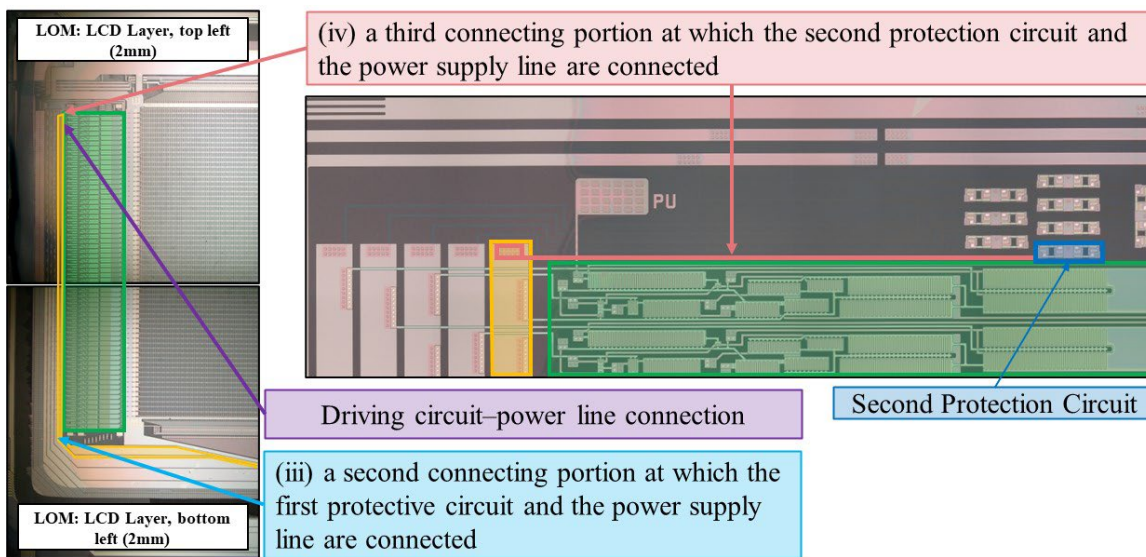 LOM: LCD Layer, top left
(2mm)
(iv) a third connecting portion at which the second protection circuit and
the power supply line are connected
PU
Driving circuit–power line connection
Second Protection Circuit
(iii) a second connecting portion at which the
first protective circuit and the power supply
line are connected
LOM: LCD Layer, bottom
left (2mm)